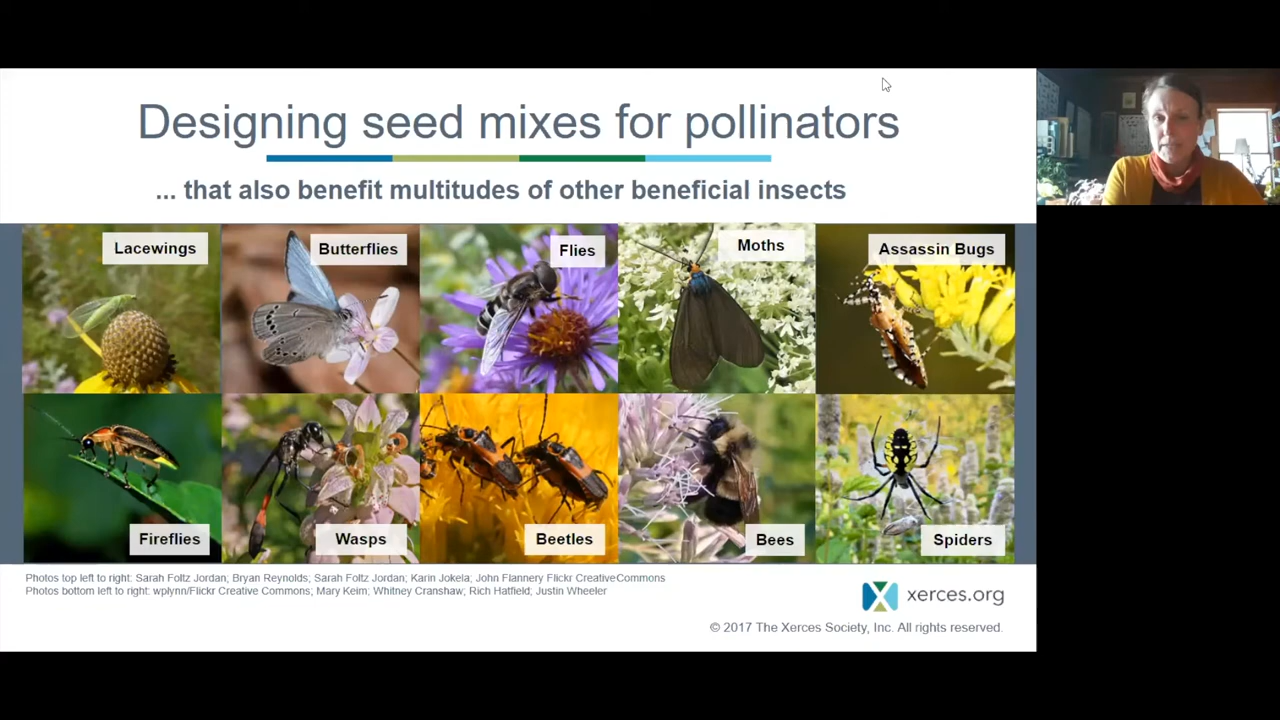 Designing seed mixes for pollinators
... that also benefit multitudes of other beneficial insects
Lacewings
Butterflies
Flies
Moths
Assassin Bugs
Fireflies
Wasps
Beetles
Bees
Spiders
Photos top left to right: Sarah Foltz Jordan; Bryan Reynolds; Sarah Foltz Jordan; Karin Jokela; John Flannery Flickr CreativeCommons
Photos bottom left to right: wplynn/Flickr Creative Commons; Mary Keim; Whitney Cranshaw; Rich Hatfield; Justin Wheeler
xerces.org
© 2017 The Xerces Society, Inc. All rights reserved.